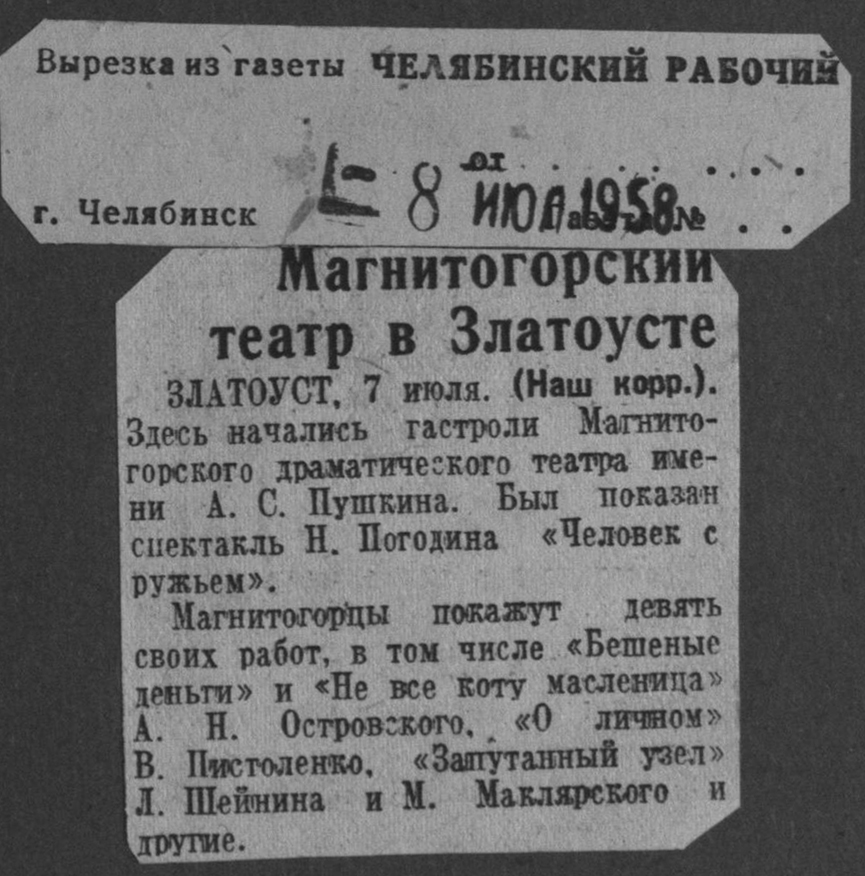 Вырезка из газеты ЧЕЛЯБИНСКИЙ РАБОЧИЙ
от . . . . . . . .
г. Челябинск - 8 ИЮЛ 1958 № . .
Магнитогорский
театр в Златоусте
ЗЛАТОУСТ, 7 июля. (Наш корр.).
Здесь начались гастроли Магнито-
горского драматического театра име-
ни А. С. Пушкина. Был показан
спектакль Н. Погодина «Человек с
ружьем».
Магнитогорцы покажут девять
своих работ, в том числе «Бешеные
деньги» и «Не все коту масленица»
А. Н. Островского, «О личном»
В. Пистоленко, «Запутанный узел»
Л. Шейнина и М. Маклярского и
другие.